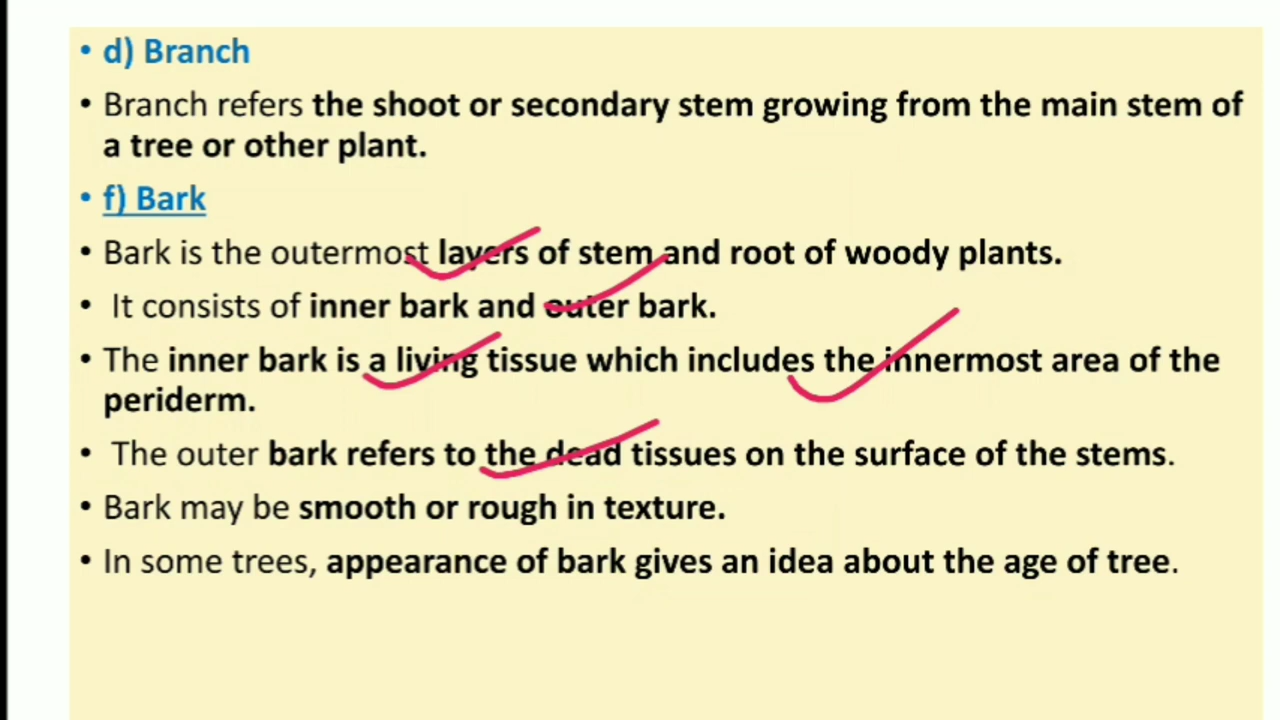 • d) Branch
• Branch refers the shoot or secondary stem growing from the main stem of
a tree or other plant.
• f) Bark
• Bark is the outermost layers of stem and root of woody plants.
• It consists of inner bark and outer bark.
• The inner bark is a living tissue which includes the innermost area of the
periderm.
• The outer bark refers to the dead tissues on the surface of the stems.
• Bark may be smooth or rough in texture.
• In some trees, appearance of bark gives an idea about the age of tree.